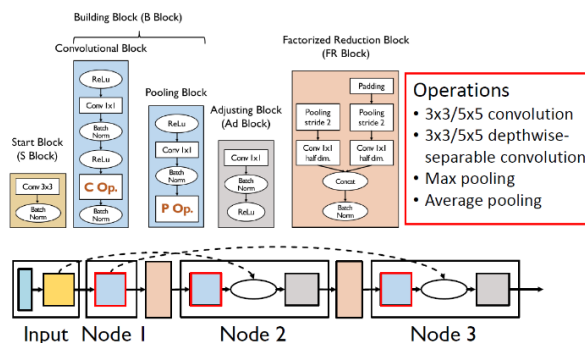 Building Block (B Block)
Convolutional Block
ReLu
Conv 1x1
Batch
Norm
ReLu
C Op.
Batch
Norm
Pooling Block
ReLu
Conv 1x1
Batch
Norm
P Op.
Start Block
(S Block)
Conv 3x3
Batch
Norm
Adjusting Block
(Ad Block)
Conv 1x1
Batch
Norm
ReLu
Factorized Reduction Block
(FR Block)
Padding
Pooling
stride 2
Pooling
stride 2
Conv 1x1
half dim.
Conv 1x1
half dim.
Concat
Batch
Norm
Operations
• 3x3/5x5 convolution
• 3x3/5x5 depthwise-
separable convolution
• Max pooling
• Average pooling
Input
Node 1
Node 2
Node 3